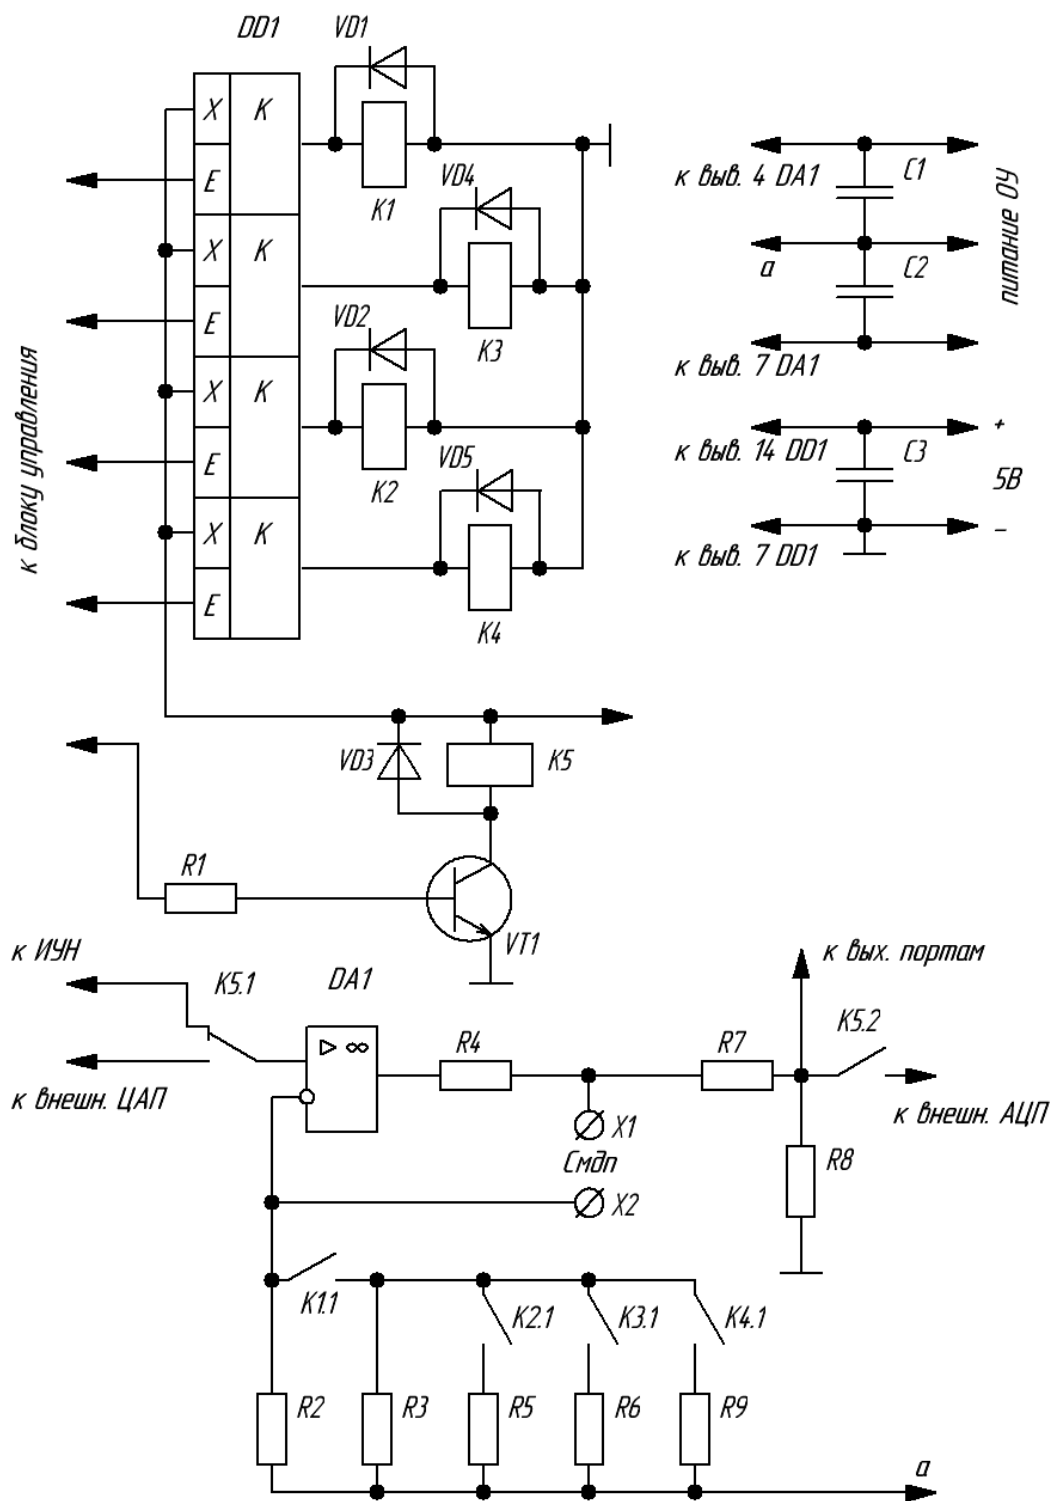 DD1
VD1
X K
E
K1
VD4
X K
E
VD2
K3
X K
E
K2
VD5
X K
E
K4
к блоку управления
к выв. 4 DA1
C1
а
C2
к выв. 7 DA1
питание ОУ
к выв. 14 DD1
C3
+
5В
–
к выв. 7 DD1
VD3
K5
R1
VT1
к ИУН
K5.1
DA1
▷ ∞
к внешн. ЦАП
R4
R7
к вых. портам
K5.2
к внешн. АЦП
X1
Смдп
X2
R8
K1.1
K2.1
K3.1
K4.1
R2
R3
R5
R6
R9
а